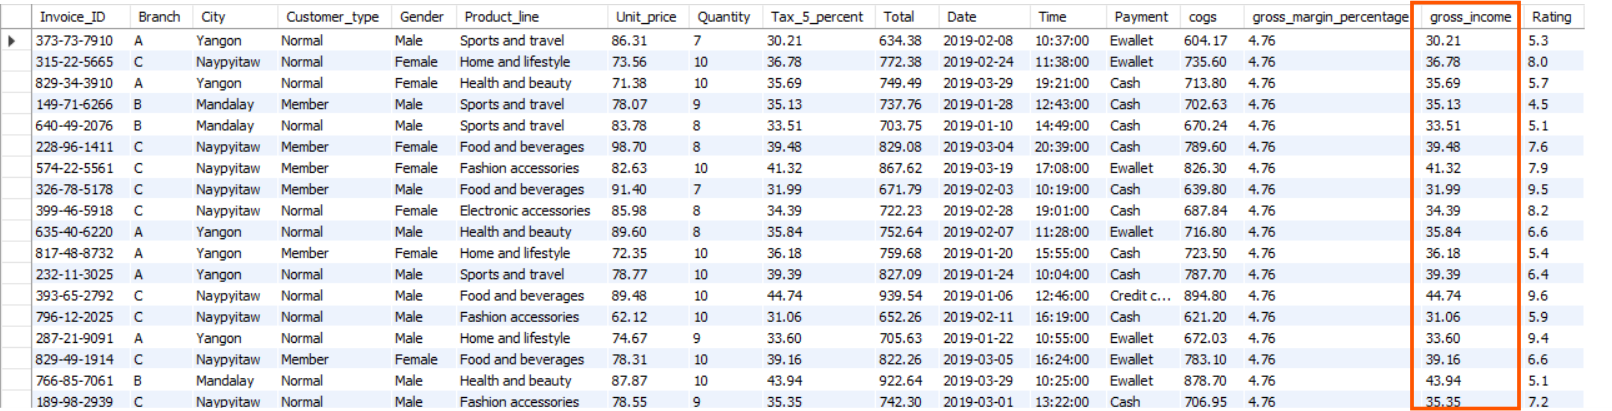 Invoice_ID Branch City Customer_type Gender Product_line Unit_price Quantity Tax_5_percent Total Date Time Payment cogs gross_margin_percentage gross_income Rating
373-73-7910 A Yangon Normal Male Sports and travel 86.31 7 30.21 634.38 2019-02-08 10:37:00 Ewallet 604.17 4.76 30.21 5.3
315-22-5665 C Naypyitaw Normal Female Home and lifestyle 73.56 10 36.78 772.38 2019-02-24 11:38:00 Ewallet 735.60 4.76 36.78 8.0
829-34-3910 A Yangon Normal Female Health and beauty 71.38 10 35.69 749.49 2019-03-29 19:21:00 Cash 713.80 4.76 35.69 5.7
149-71-6266 B Mandalay Member Male Sports and travel 78.07 9 35.13 737.76 2019-01-28 12:43:00 Cash 702.63 4.76 35.13 4.5
640-49-2076 B Mandalay Normal Male Sports and travel 83.78 8 33.51 703.75 2019-01-10 14:49:00 Cash 670.24 4.76 33.51 5.1
228-96-1411 C Naypyitaw Member Female Food and beverages 98.70 8 39.48 829.08 2019-03-04 20:39:00 Cash 789.60 4.76 39.48 7.6
574-22-5561 C Naypyitaw Member Female Fashion accessories 82.63 10 41.32 867.62 2019-03-19 17:08:00 Ewallet 826.30 4.76 41.32 7.9
326-78-5178 C Naypyitaw Member Male Food and beverages 91.40 7 31.99 671.79 2019-02-03 10:19:00 Cash 639.80 4.76 31.99 9.5
399-46-5918 C Naypyitaw Normal Female Electronic accessories 85.98 8 34.39 722.23 2019-02-28 19:01:00 Cash 687.84 4.76 34.39 8.2
635-40-6220 A Yangon Normal Male Health and beauty 89.60 8 35.84 752.64 2019-02-07 11:28:00 Ewallet 716.80 4.76 35.84 6.6
817-48-8732 A Yangon Member Female Home and lifestyle 72.35 10 36.18 759.68 2019-01-20 15:55:00 Cash 723.50 4.76 36.18 5.4
232-11-3025 A Yangon Normal Male Sports and travel 78.77 10 39.39 827.09 2019-01-24 10:04:00 Cash 787.70 4.76 39.39 6.4
393-65-2792 C Naypyitaw Normal Male Food and beverages 89.48 10 44.74 939.54 2019-01-06 12:46:00 Credit c... 894.80 4.76 44.74 9.6
796-12-2025 C Naypyitaw Normal Male Fashion accessories 62.12 10 31.06 652.26 2019-02-11 16:19:00 Cash 621.20 4.76 31.06 5.9
287-21-9091 A Yangon Normal Male Home and lifestyle 74.67 9 33.60 705.63 2019-01-22 10:55:00 Ewallet 672.03 4.76 33.60 9.4
829-49-1914 C Naypyitaw Member Female Food and beverages 78.31 10 39.16 822.26 2019-03-05 16:24:00 Ewallet 783.10 4.76 39.16 6.6
766-85-7061 B Mandalay Normal Male Health and beauty 87.87 10 43.94 922.64 2019-03-29 10:25:00 Ewallet 878.70 4.76 43.94 5.1
189-98-2939 C Naypyitaw Normal Male Fashion accessories 78.55 9 35.35 742.30 2019-03-01 13:22:00 Cash 706.95 4.76 35.35 7.2